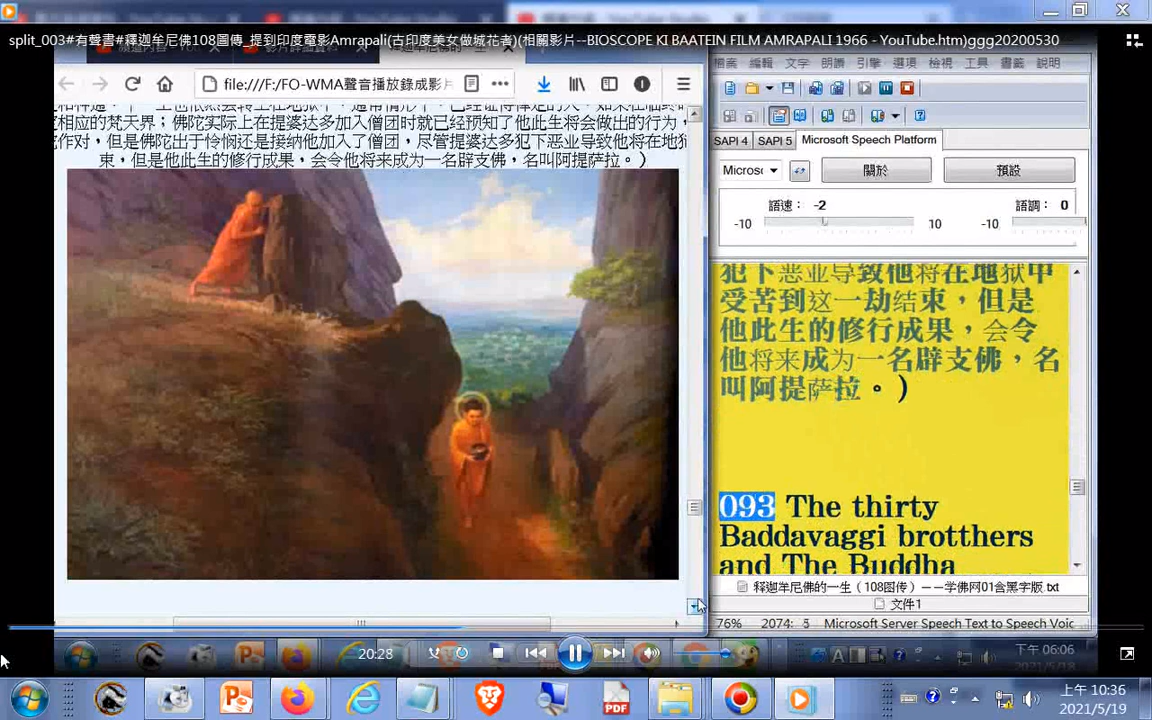 split_003#有聲書#釋迦牟尼佛108圖傳_提到印度電影Amrapali(古印度美女做城花者)(相關影片--BIOSCOPE KI BAATEIN FILM AMRAPALI 1966 - YouTube.htm)ggg20200530
file:///F:/FO-WMA聲音播放錄成影片
相应的梵天界；佛陀实际上在提婆达多加入僧团时就已经预知了他此生将会做出的行为，
作对，但是佛陀出于怜悯还是接纳他加入了僧团，尽管提婆达多犯下恶业导致他将在地狱
束，但是他此生的修行成果，会令他将来成为一名辟支佛，名叫阿提萨拉。）
檔案 編輯 文字 朗讀 引擎 選項 檢視 工具 書籤 說明
SAPI 4 SAPI 5 Microsoft Speech Platform
Micros 關於 預設
語速： -2 語調： 0
-10 10 -10
犯下恶业导致他将在地狱中
受苦到这一劫结束，但是
他此生的修行成果，会令
他将来成为一名辟支佛，名
叫阿提萨拉。）
093 The thirty
Baddavaggi brotthers
and The Buddha
释迦牟尼佛的一生（108图传）——学佛网01含黑字版.txt
文件1
76% 2074: Microsoft Server Speech Text to Speech Voic
20:28
下午 06:06
2021/5/18
上午 10:36
2021/5/19